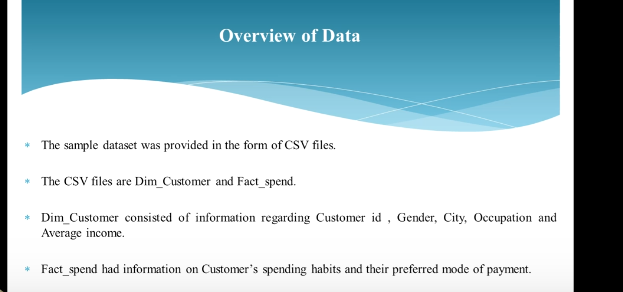 Overview of Data
* The sample dataset was provided in the form of CSV files.
* The CSV files are Dim_Customer and Fact_spend.
* Dim_Customer consisted of information regarding Customer id , Gender, City, Occupation and
Average income.
* Fact_spend had information on Customer's spending habits and their preferred mode of payment.